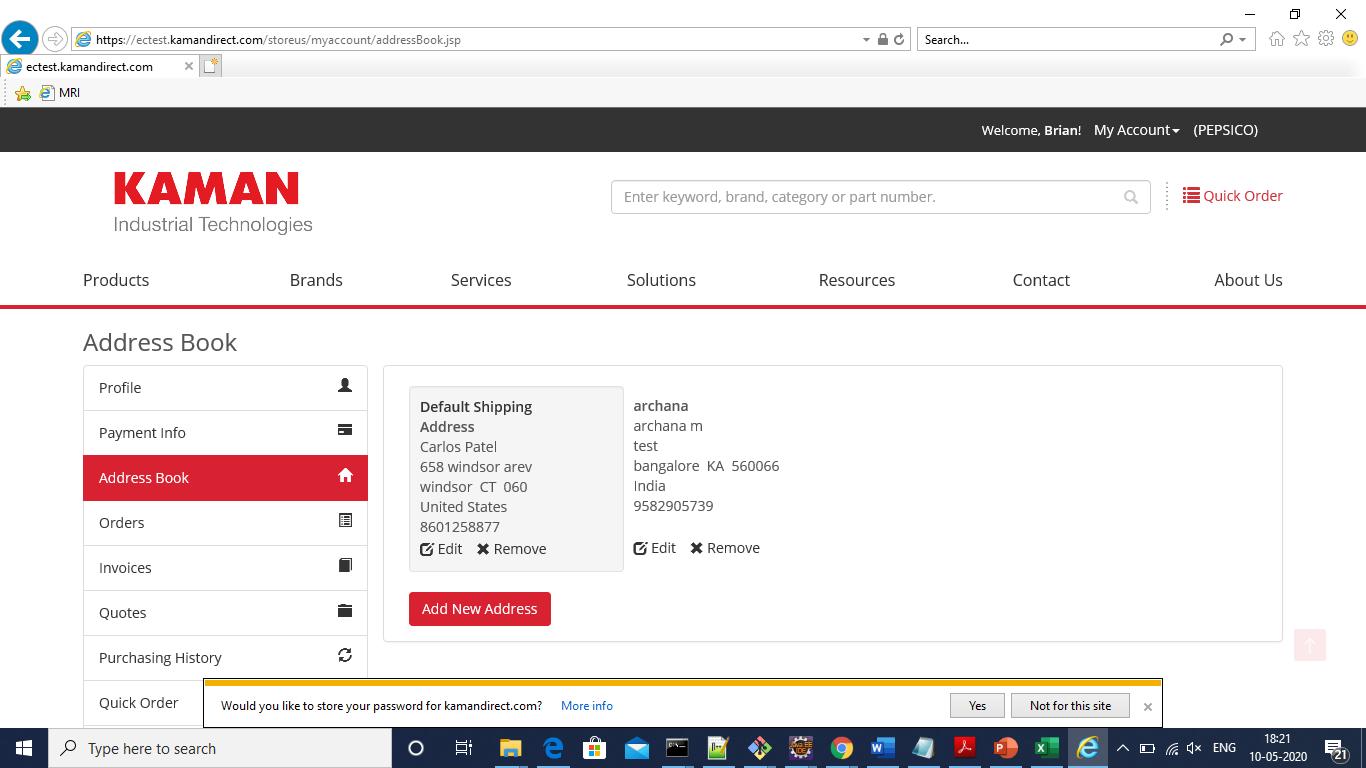 https://ectest.kamandirect.com/storeus/myaccount/addressBook.jsp
Search...
ectest.kamandirect.com
MRI
Welcome, Brian! My Account (PEPSICO)
KAMAN
Industrial Technologies
Enter keyword, brand, category or part number.
Quick Order
Products Brands Services Solutions Resources Contact About Us
Address Book
Profile
Payment Info
Address Book
Orders
Invoices
Quotes
Purchasing History
Quick Order
Default Shipping
Address
Carlos Patel
658 windsor arev
windsor CT 060
United States
8601258877
Edit Remove
archana
archana m
test
bangalore KA 560066
India
9582905739
Edit Remove
Add New Address
Would you like to store your password for kamandirect.com? More info Yes Not for this site
Type here to search
ENG
18:21
10-05-2020
21